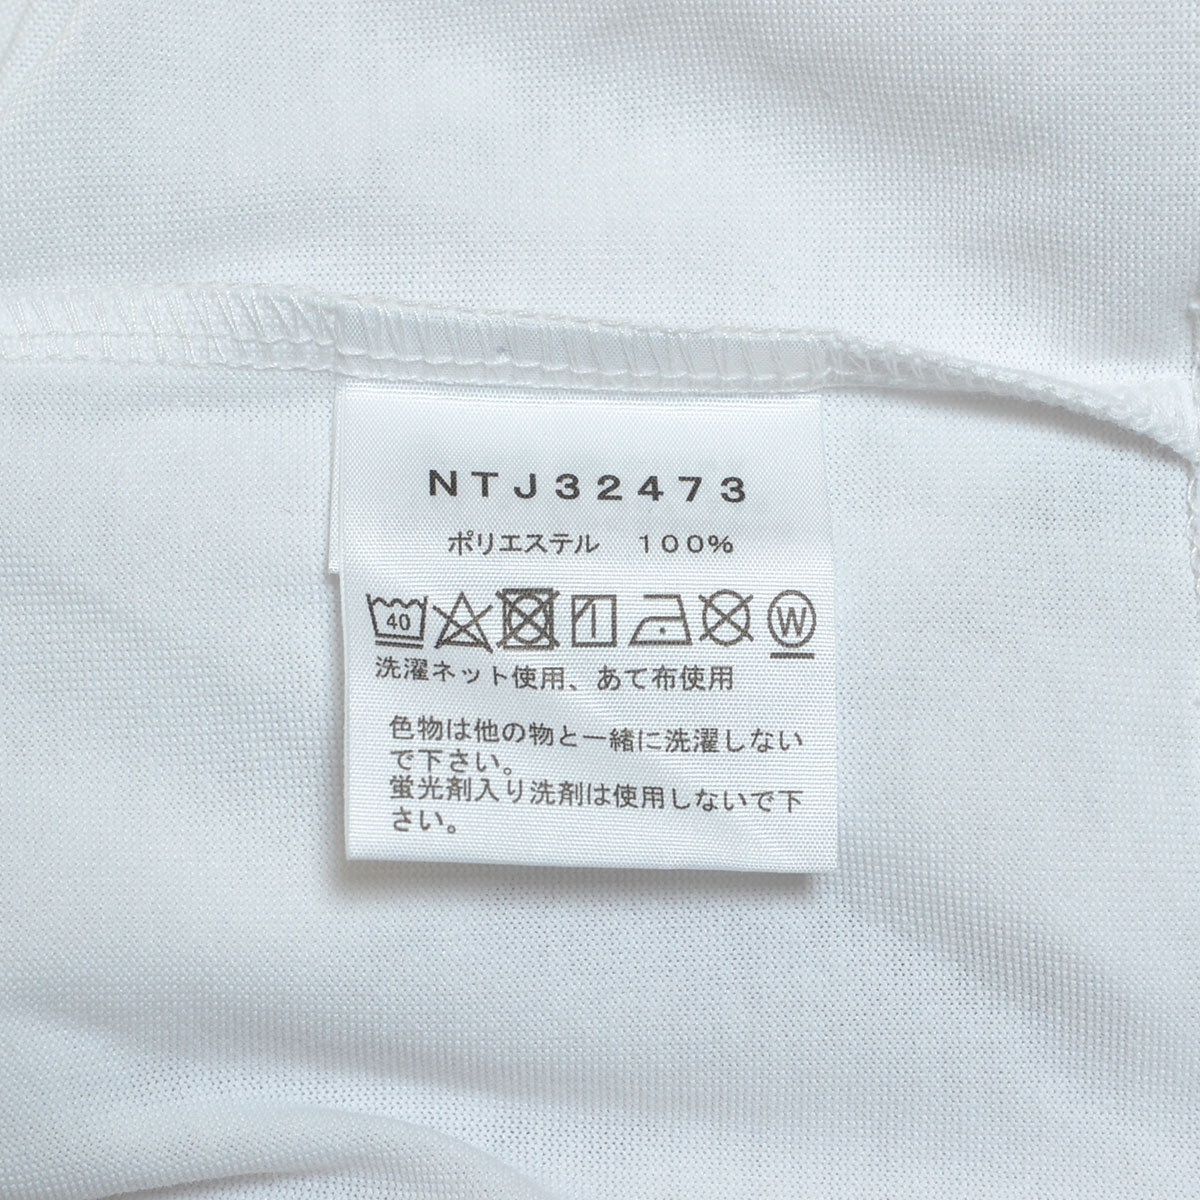 NTJ32473
ポリエステル 100%
40 W
洗濯ネット使用、あて布使用
色物は他の物と一緒に洗濯しない
で下さい。
蛍光剤入り洗剤は使用しないで下
さい。